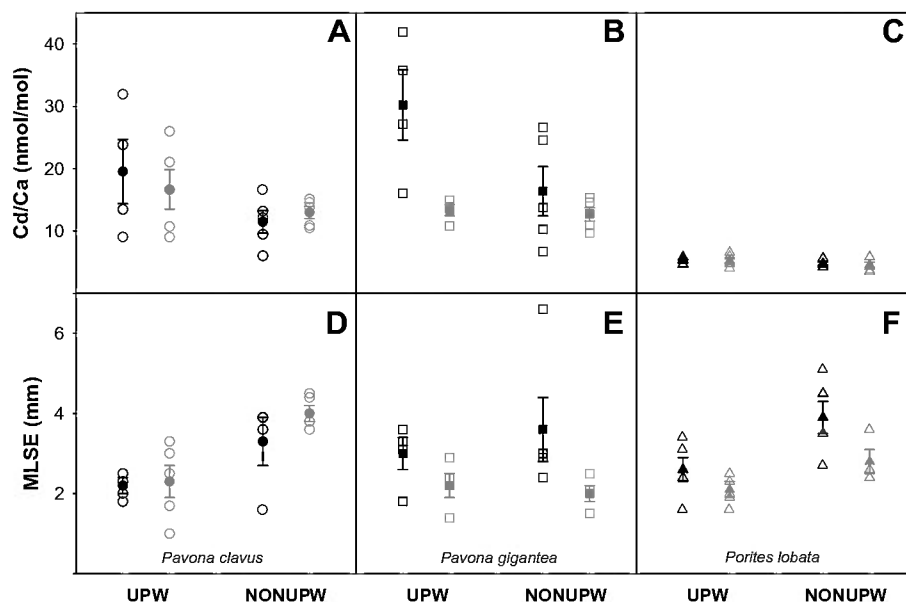 A
B
C
Cd/Ca (nmol/mol)
40
30
20
10
D
E
F
MLSE (mm)
6
4
2
Pavona clavus
Pavona gigantea
Porites lobata
UPW
NONUPW
UPW
NONUPW
UPW
NONUPW